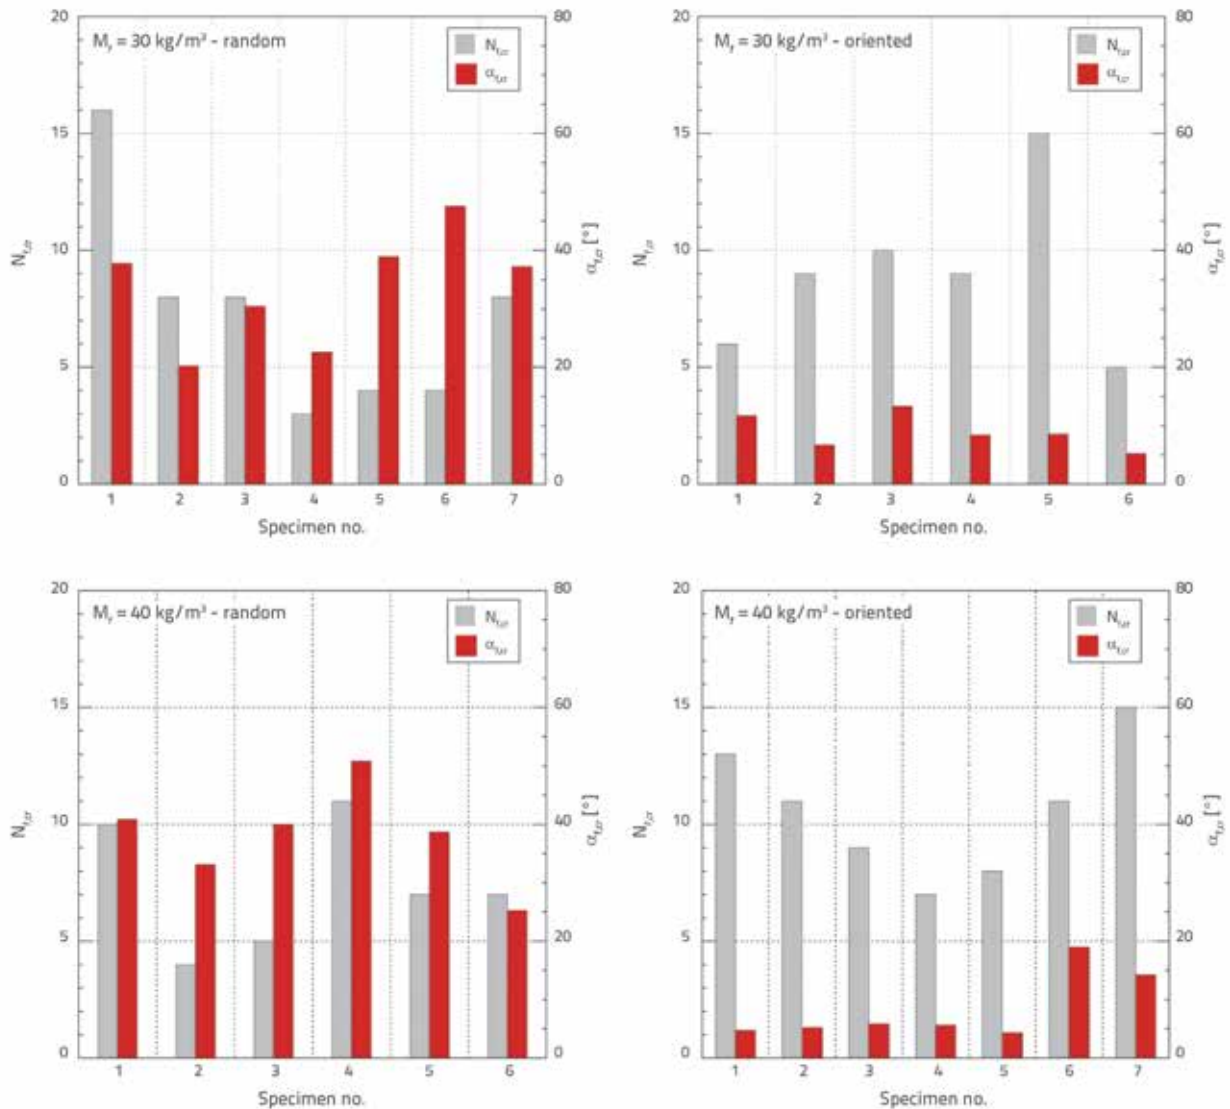 M_f = 30 kg/m³ - random
N_f,cr
α_f,cr
20
15
10
5
0
N_f,cr
80
60
40
20
0
α_f,cr [°]
1 2 3 4 5 6 7
Specimen no.
M_f = 30 kg/m³ - oriented
N_f,cr
α_f,cr
20
15
10
5
0
N_f,cr
80
60
40
20
0
α_f,cr [°]
1 2 3 4 5 6
Specimen no.
M_f = 40 kg/m³ - random
N_f,cr
α_f,cr
20
15
10
5
0
N_f,cr
80
60
40
20
0
α_f,cr [°]
1 2 3 4 5 6
Specimen no.
M_f = 40 kg/m³ - oriented
N_f,cr
α_f,cr
20
15
10
5
0
N_f,cr
80
60
40
20
0
α_f,cr [°]
1 2 3 4 5 6 7
Specimen no.